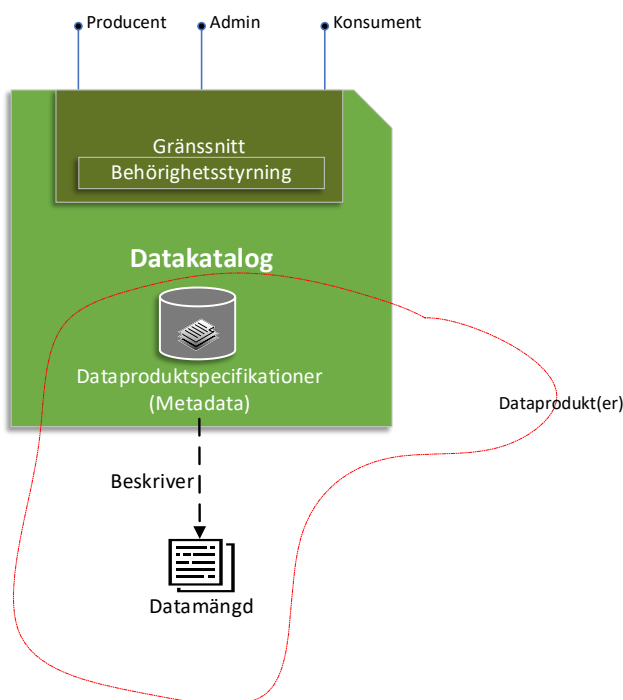 Producent
Admin
Konsument
Gränssnitt
Behörighetsstyrning
Datakatalog
Dataproduktspecifikationer
(Metadata)
Dataprodukt(er)
Beskriver
Datamängd